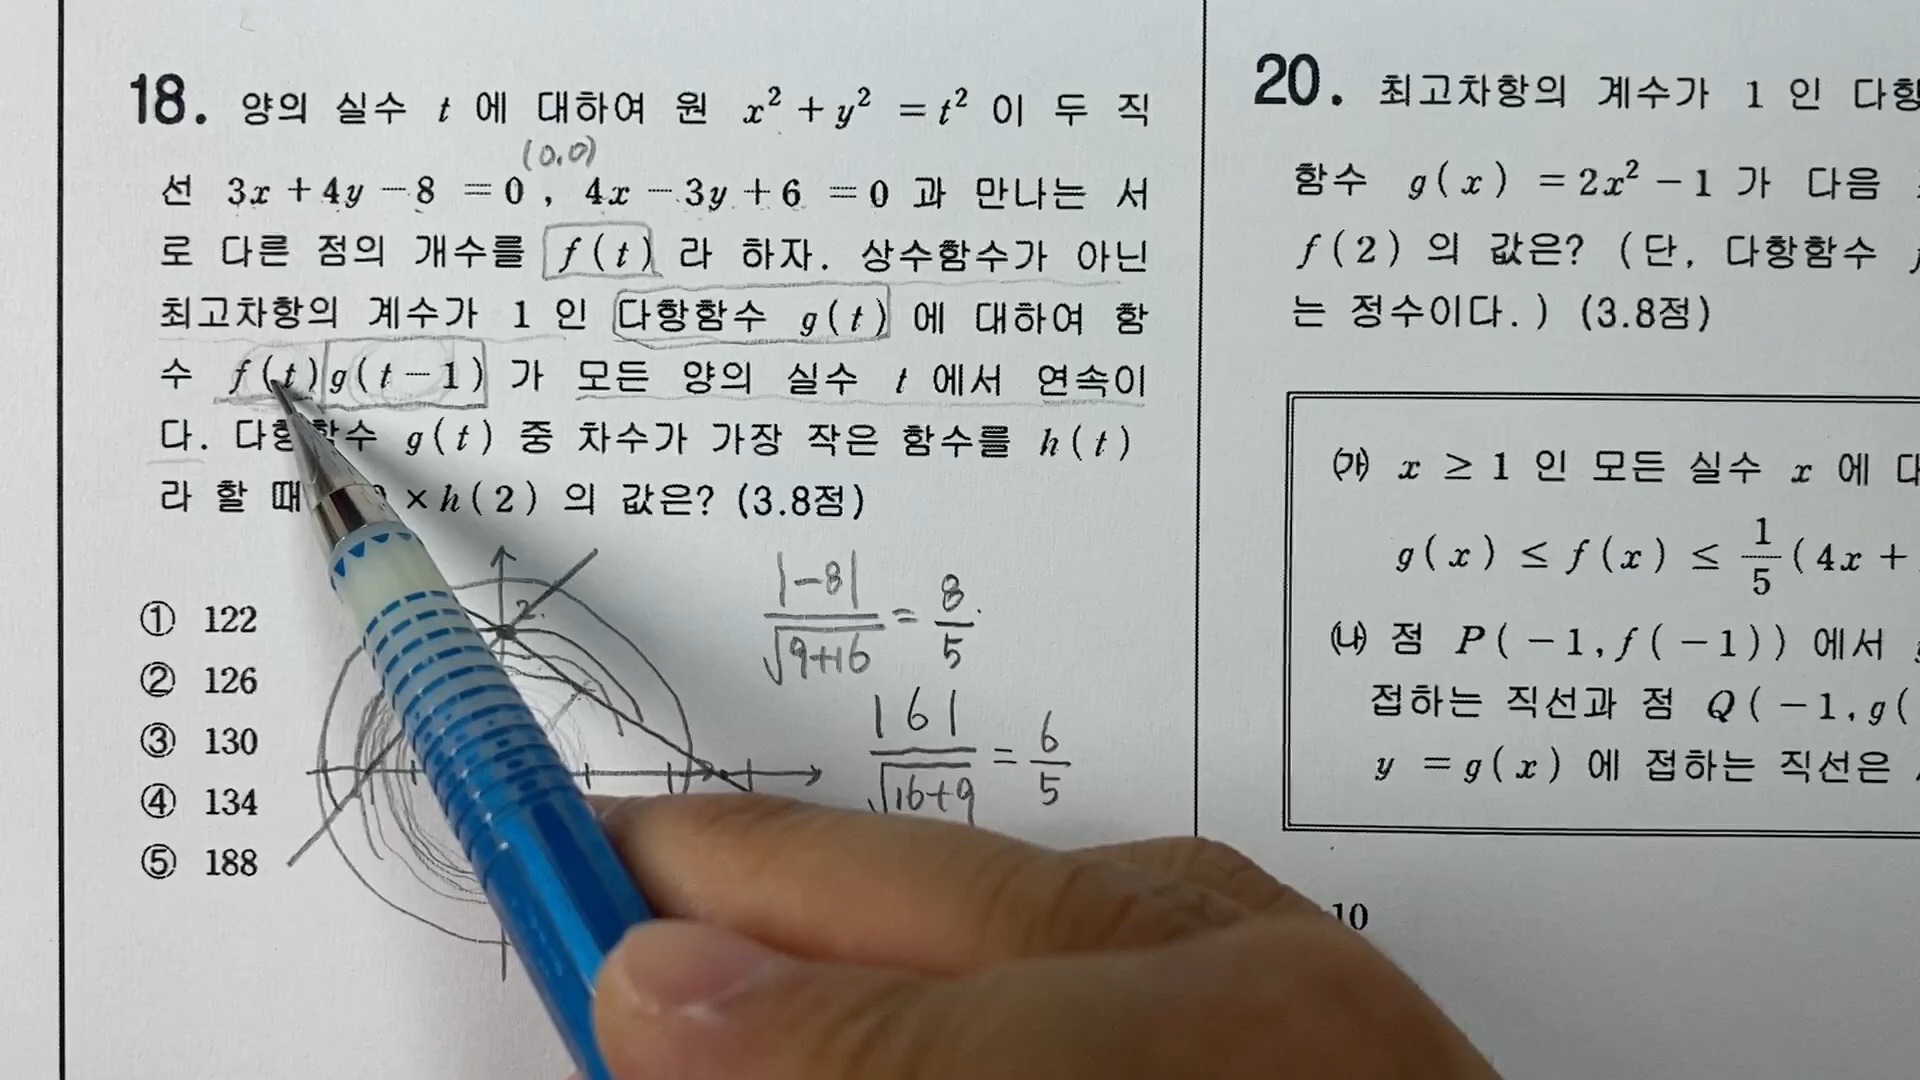 18. 양의 실수 t 에 대하여 원 x² + y² = t² 이 두 직
(0,0)
선 3x + 4y - 8 = 0 , 4x - 3y + 6 = 0 과 만나는 서
로 다른 점의 개수를 f(t) 라 하자. 상수함수가 아닌
최고차항의 계수가 1 인 다항함수 g(t) 에 대하여 함
수 f(t)g(t-1) 가 모든 양의 실수 t 에서 연속이
다. 다항함수 g(t) 중 차수가 가장 작은 함수를 h(t)
라 할 때 × h(2) 의 값은? (3.8점)
① 122
② 126
③ 130
④ 134
⑤ 188
2
|-8| / √9+16 = 8/5
|6| / √16+9 = 6/5
20. 최고차항의 계수가 1 인 다항
함수 g(x) = 2x² - 1 가 다음
f(2) 의 값은? (단, 다항함수
는 정수이다.) (3.8점)
㈎ x ≥ 1 인 모든 실수 x 에 대
g(x) ≤ f(x) ≤ 1/5 (4x +
㈏ 점 P(-1, f(-1)) 에서
접하는 직선과 점 Q(-1, g(
y = g(x) 에 접하는 직선은
10